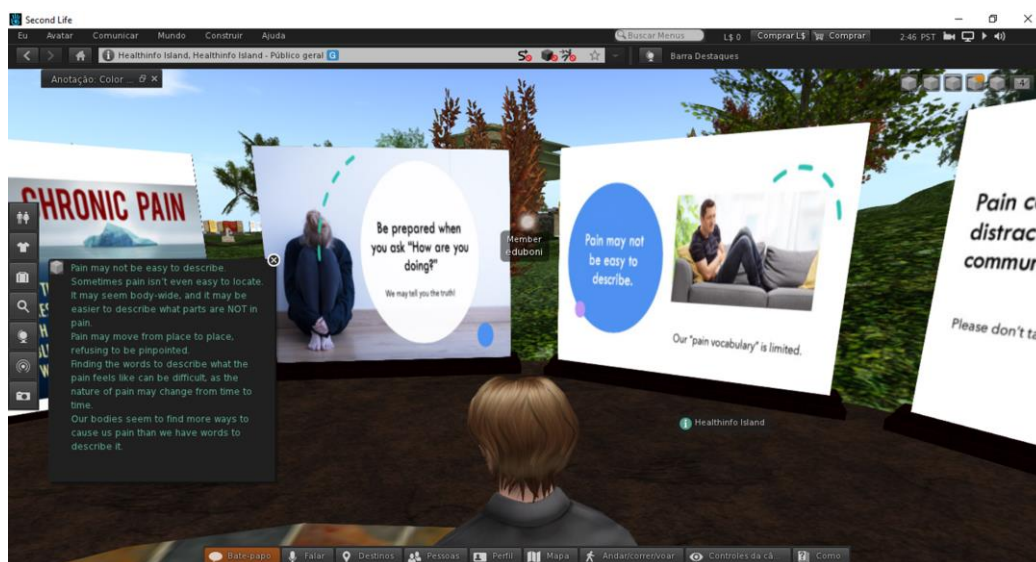 Second Life
Eu Avatar Comunicar Mundo Construir Ajuda
Buscar Menus L$ 0 Comprar L$ Comprar 2:46 PST
Healthinfo Island, Healthinfo Island - Público geral G
Barra Destaques
Anotação: Color ...
4
CHRONIC PAIN
Be prepared when
you ask "How are you
doing?"
We may tell you the truth!
Member
eduboni
Pain may not
be easy to
describe.
Our "pain vocabulary" is limited.
Pain
distrac
commun
Please don't ta
Pain may not be easy to describe.
Sometimes pain isn't even easy to locate.
It may seem body-wide, and it may be
easier to describe what parts are NOT in
pain.
Pain may move from place to place,
refusing to be pinpointed.
Finding the words to describe what the
pain feels like can be difficult, as the
nature of pain may change from time to
time.
Our bodies seem to find more ways to
cause us pain than we have words to
describe it.
Healthinfo Island
Bate-papo Falar Destinos Pessoas Perfil Mapa Andar/correr/voar Controles da câ... Como